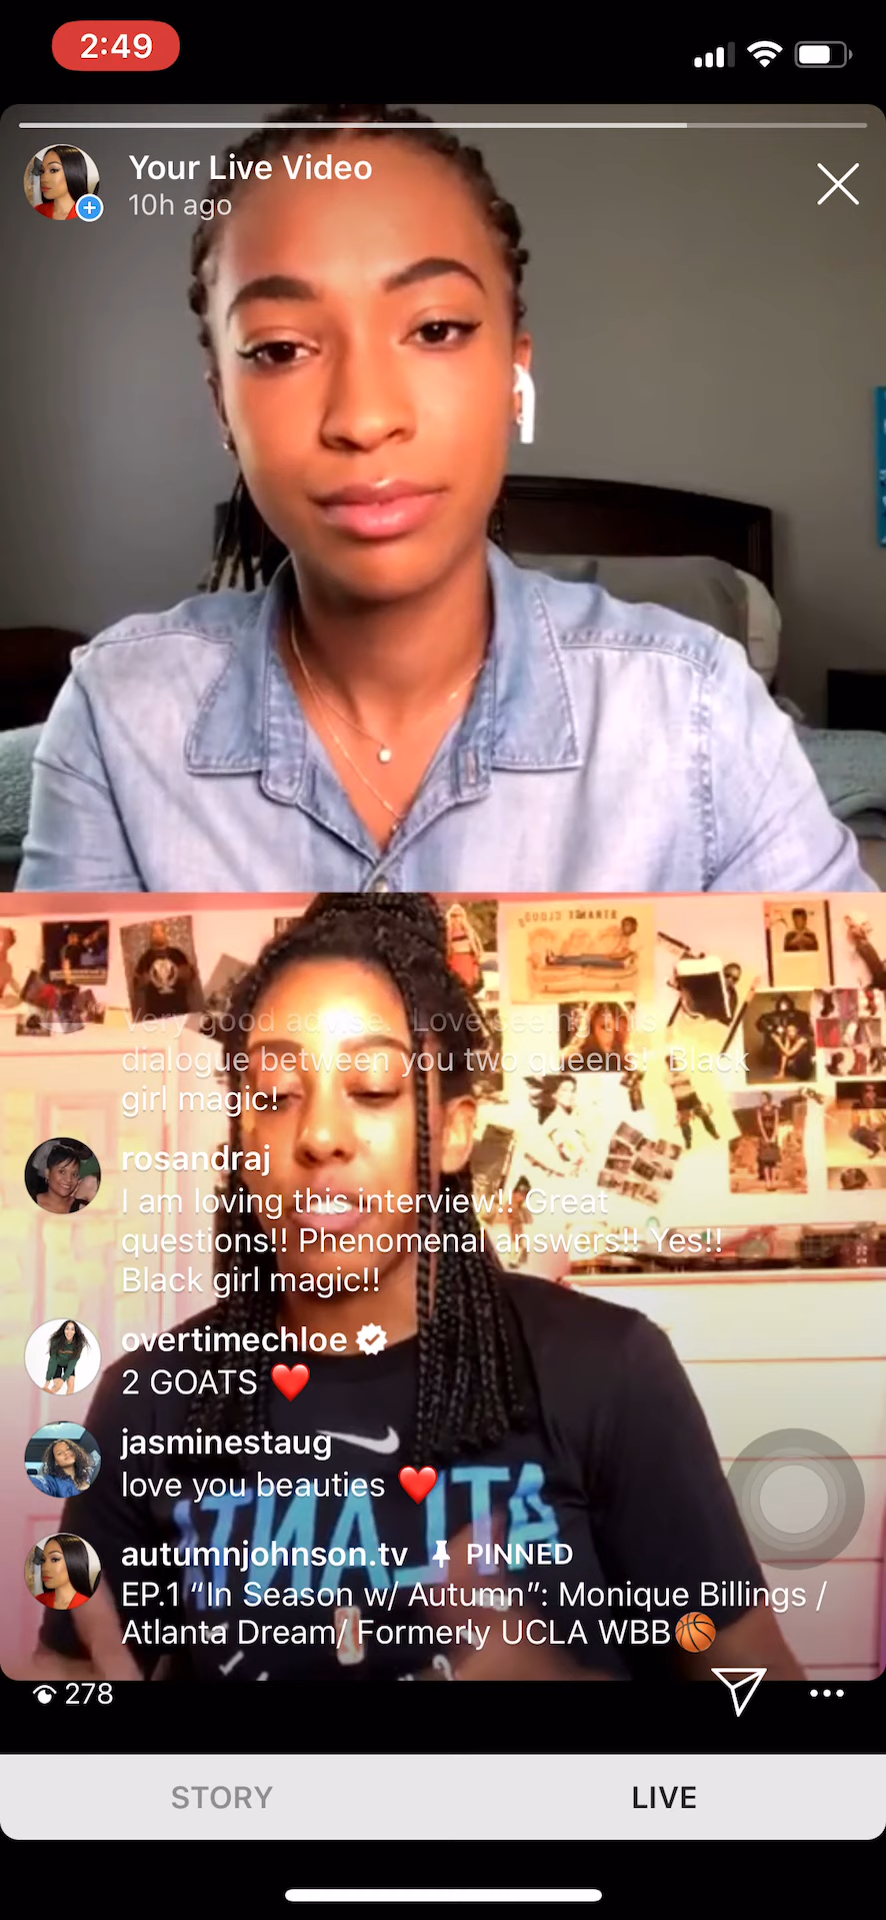 2:49
Your Live Video
10h ago
Very good advise. Love seeing this
dialogue between you two queens! Black
girl magic!
rosandraj
I am loving this interview!! Great
questions!! Phenomenal answers!! Yes!!
Black girl magic!!
overtimechloe
2 GOATS ❤️
jasminestaug
love you beauties ❤️
ATLANTA
autumnjohnson.tv PINNED
EP.1 “In Season w/ Autumn”: Monique Billings /
Atlanta Dream/ Formerly UCLA WBB🏀
278
STORY
LIVE